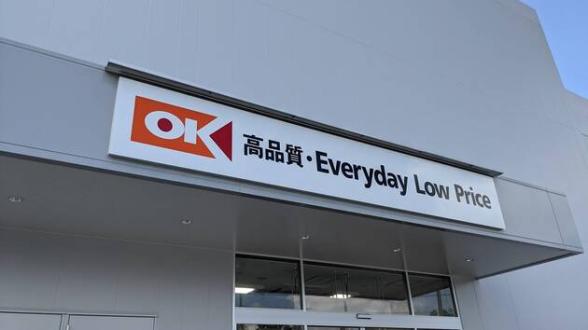 OK 高品質・Everyday Low Price